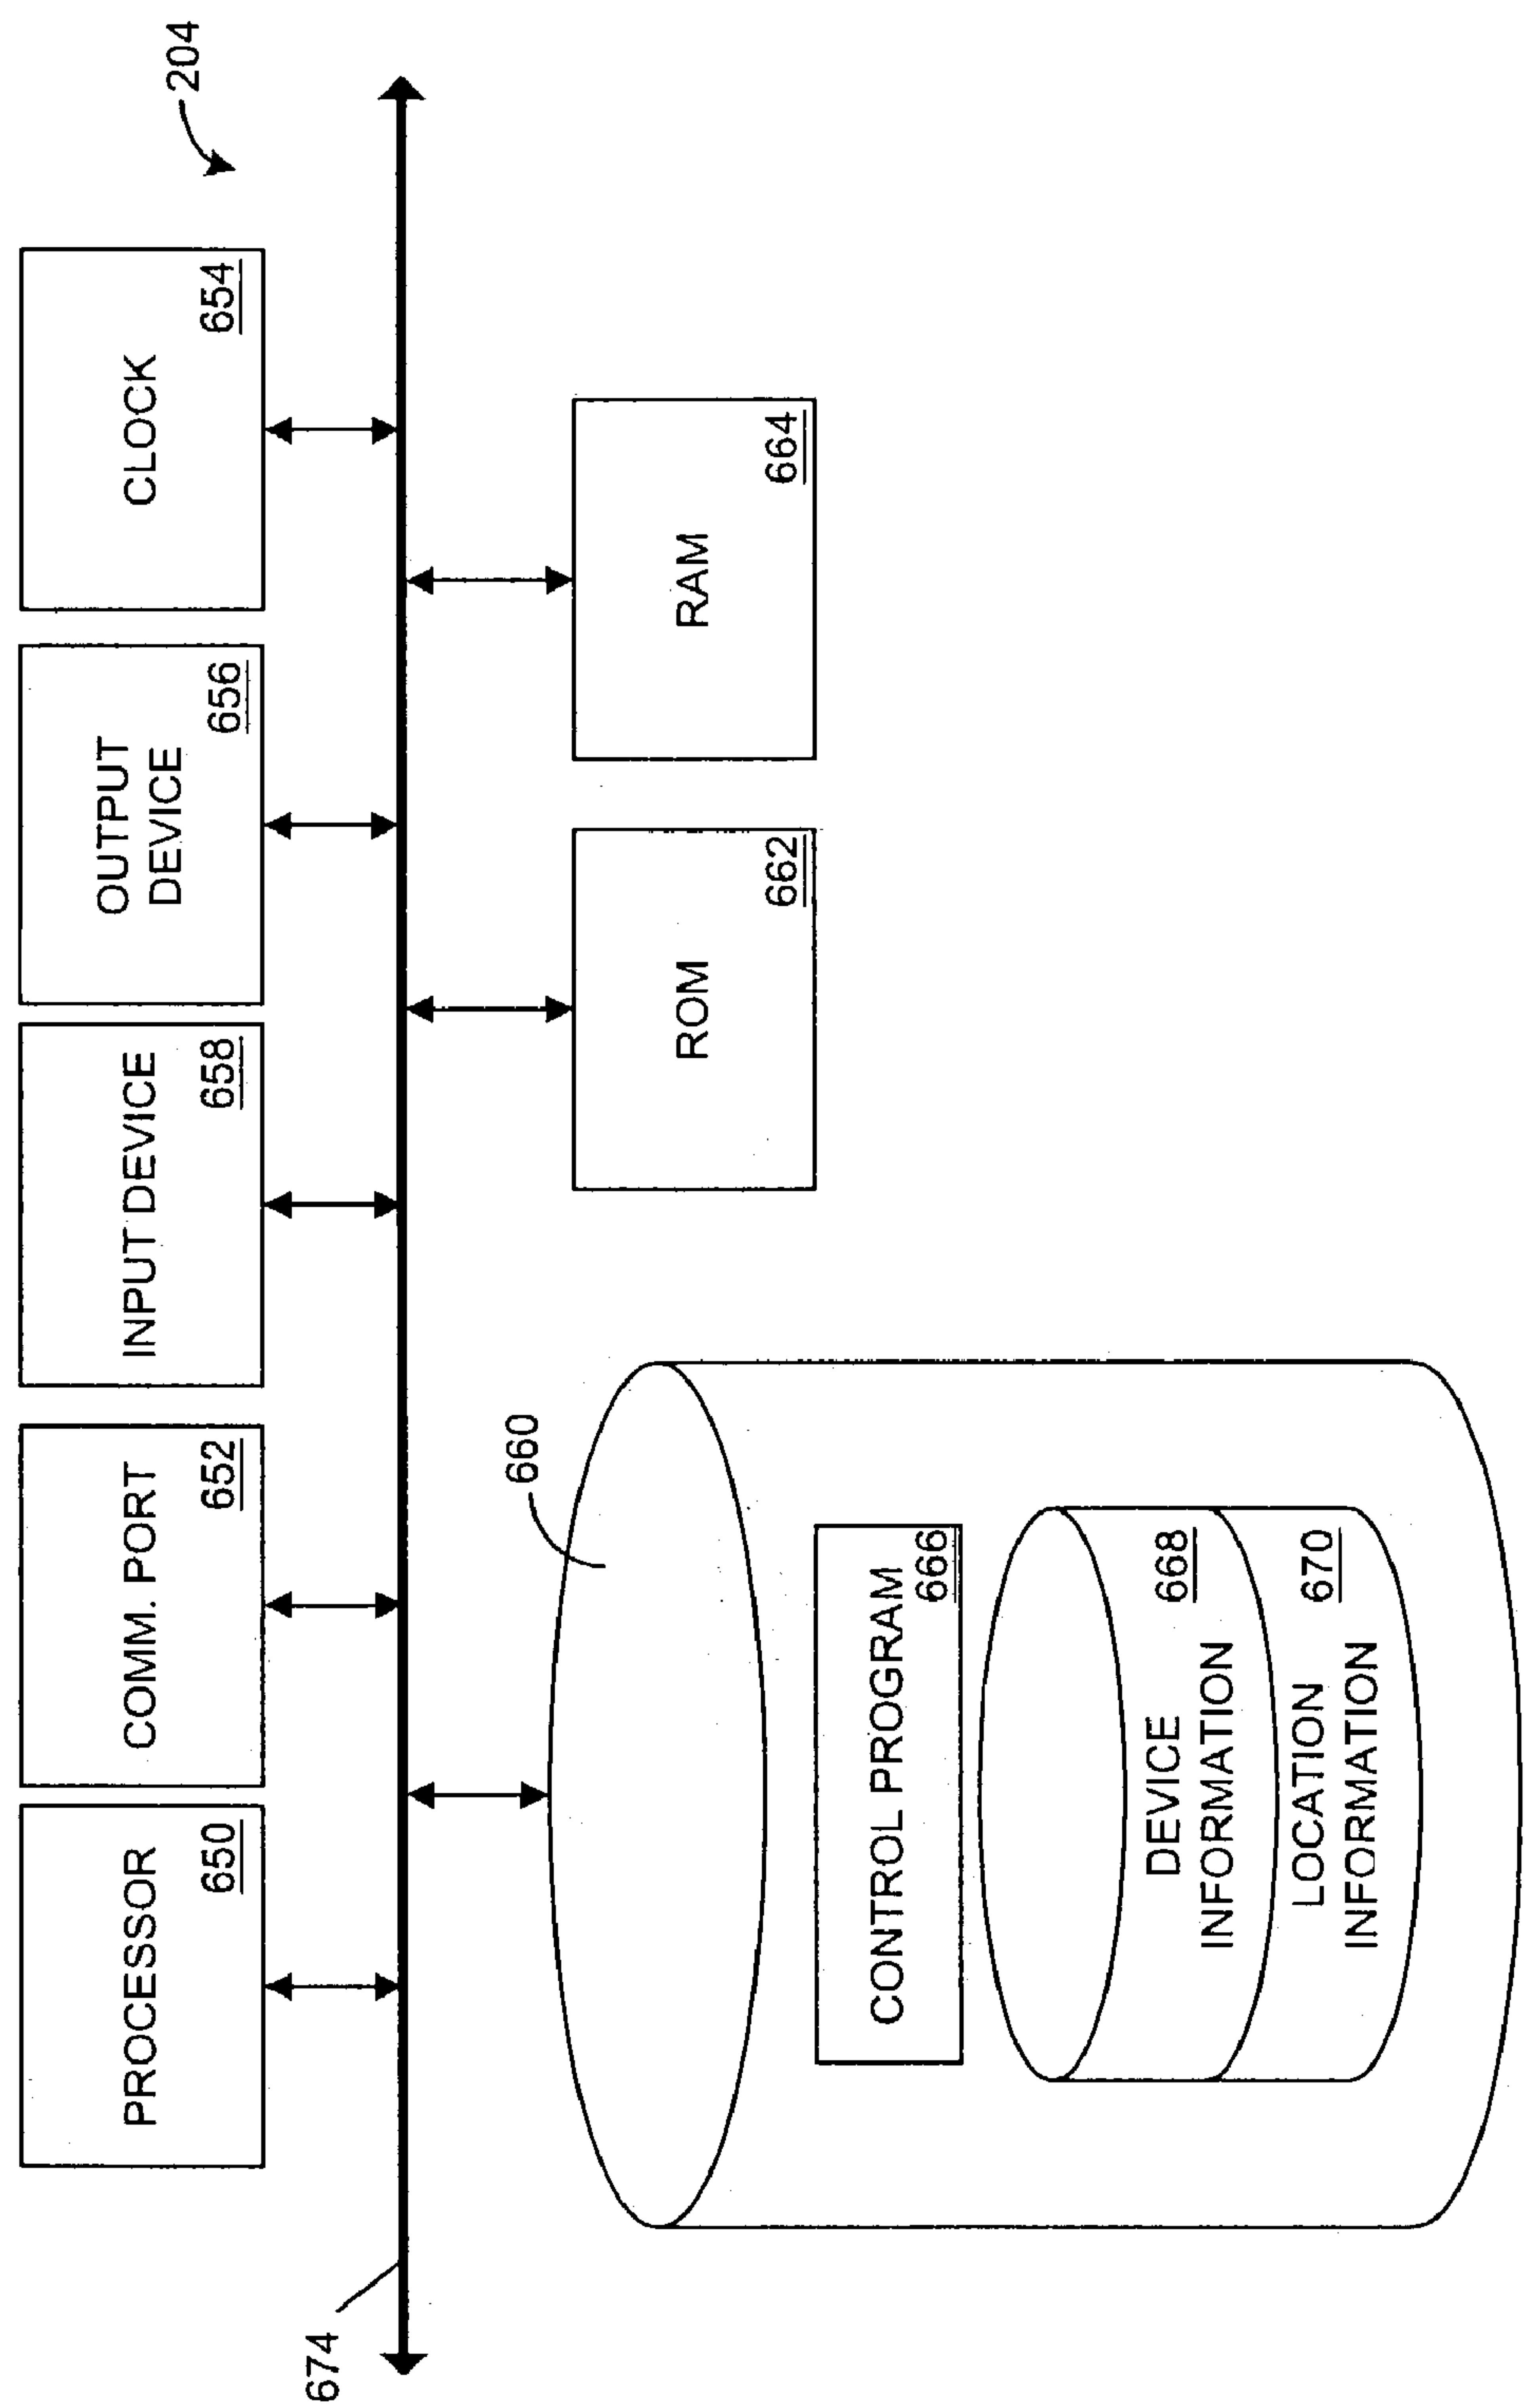 204
PROCESSOR
650
COMM. PORT
652
INPUT DEVICE
658
OUTPUT
DEVICE
656
CLOCK
654
674
660
CONTROL PROGRAM
666
DEVICE
INFORMATION
668
LOCATION
INFORMATION
670
ROM
662
RAM
664